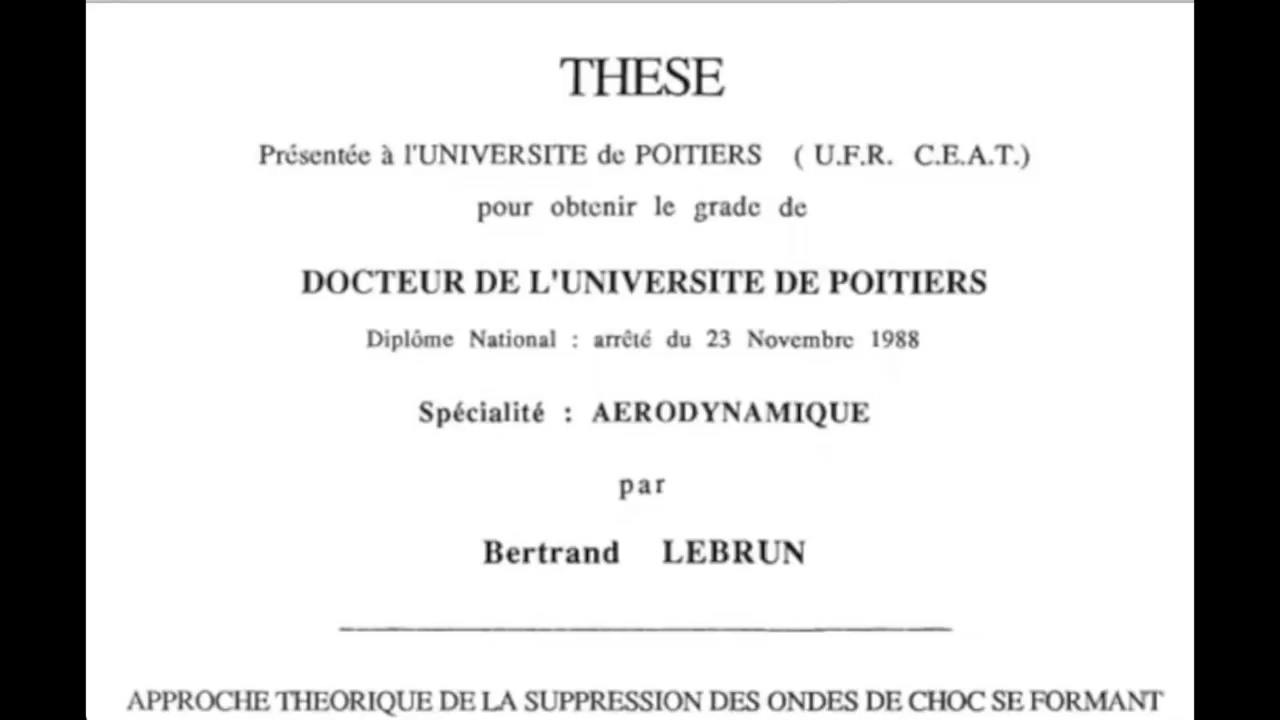 THESE
Présentée à l'UNIVERSITE de POITIERS ( U.F.R. C.E.A.T.)
pour obtenir le grade de
DOCTEUR DE L'UNIVERSITE DE POITIERS
Diplôme National : arrêté du 23 Novembre 1988
Spécialité : AERODYNAMIQUE
par
Bertrand LEBRUN
APPROCHE THEORIQUE DE LA SUPPRESSION DES ONDES DE CHOC SE FORMANT